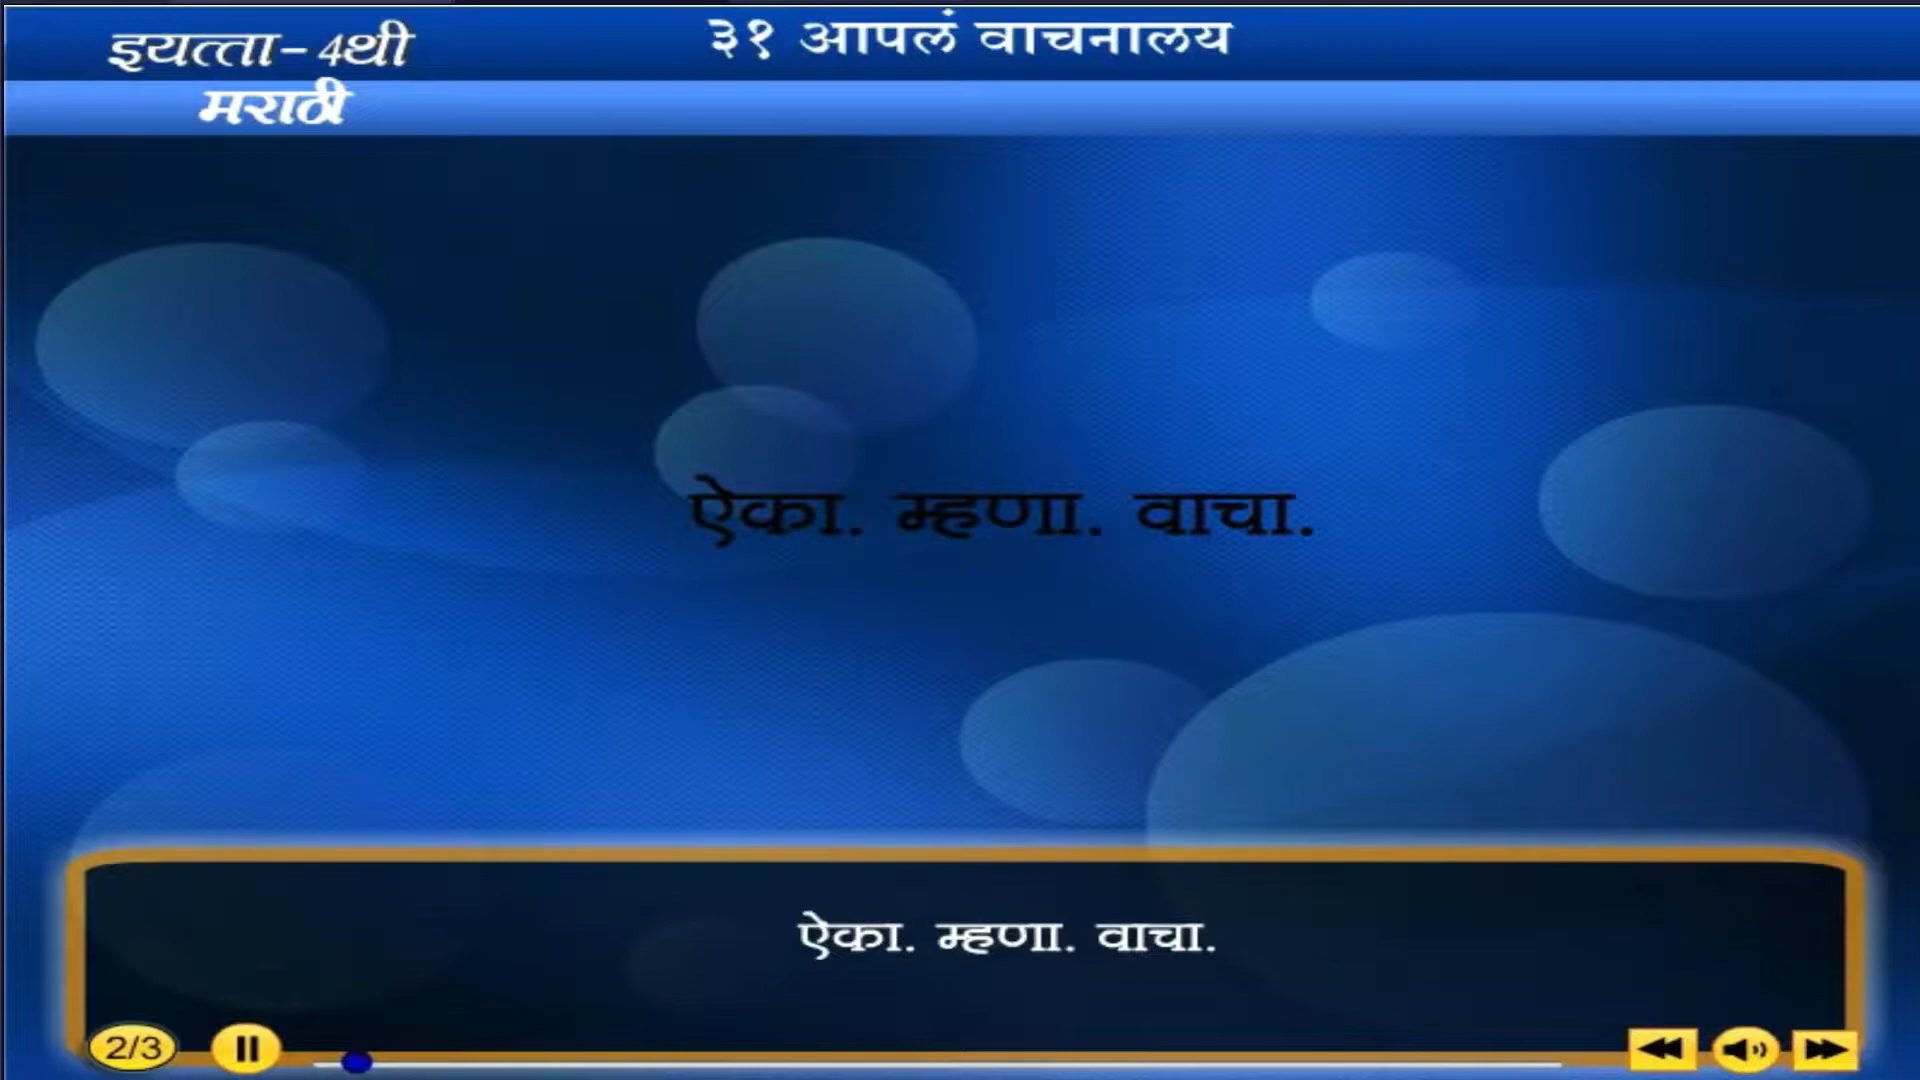 इयत्ता-4थी
३१ आपलं वाचनालय
मराठी
ऐका. म्हणा. वाचा.
ऐका. म्हणा. वाचा.
2/3